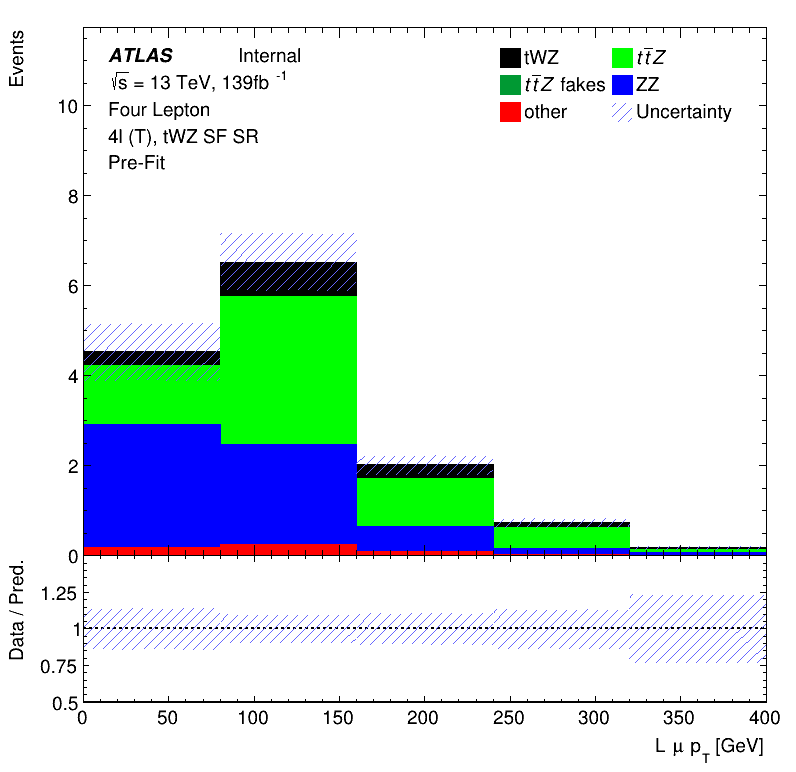 Events
ATLAS Internal
√s = 13 TeV, 139fb -1
Four Lepton
4l (T), tWZ SF SR
Pre-Fit
tWZ tt̄Z
tt̄Z fakes ZZ
other Uncertainty
10
8
6
4
2
0
Data / Pred.
1.25
1
0.75
0.5
0 50 100 150 200 250 300 350 400
L μ pT [GeV]